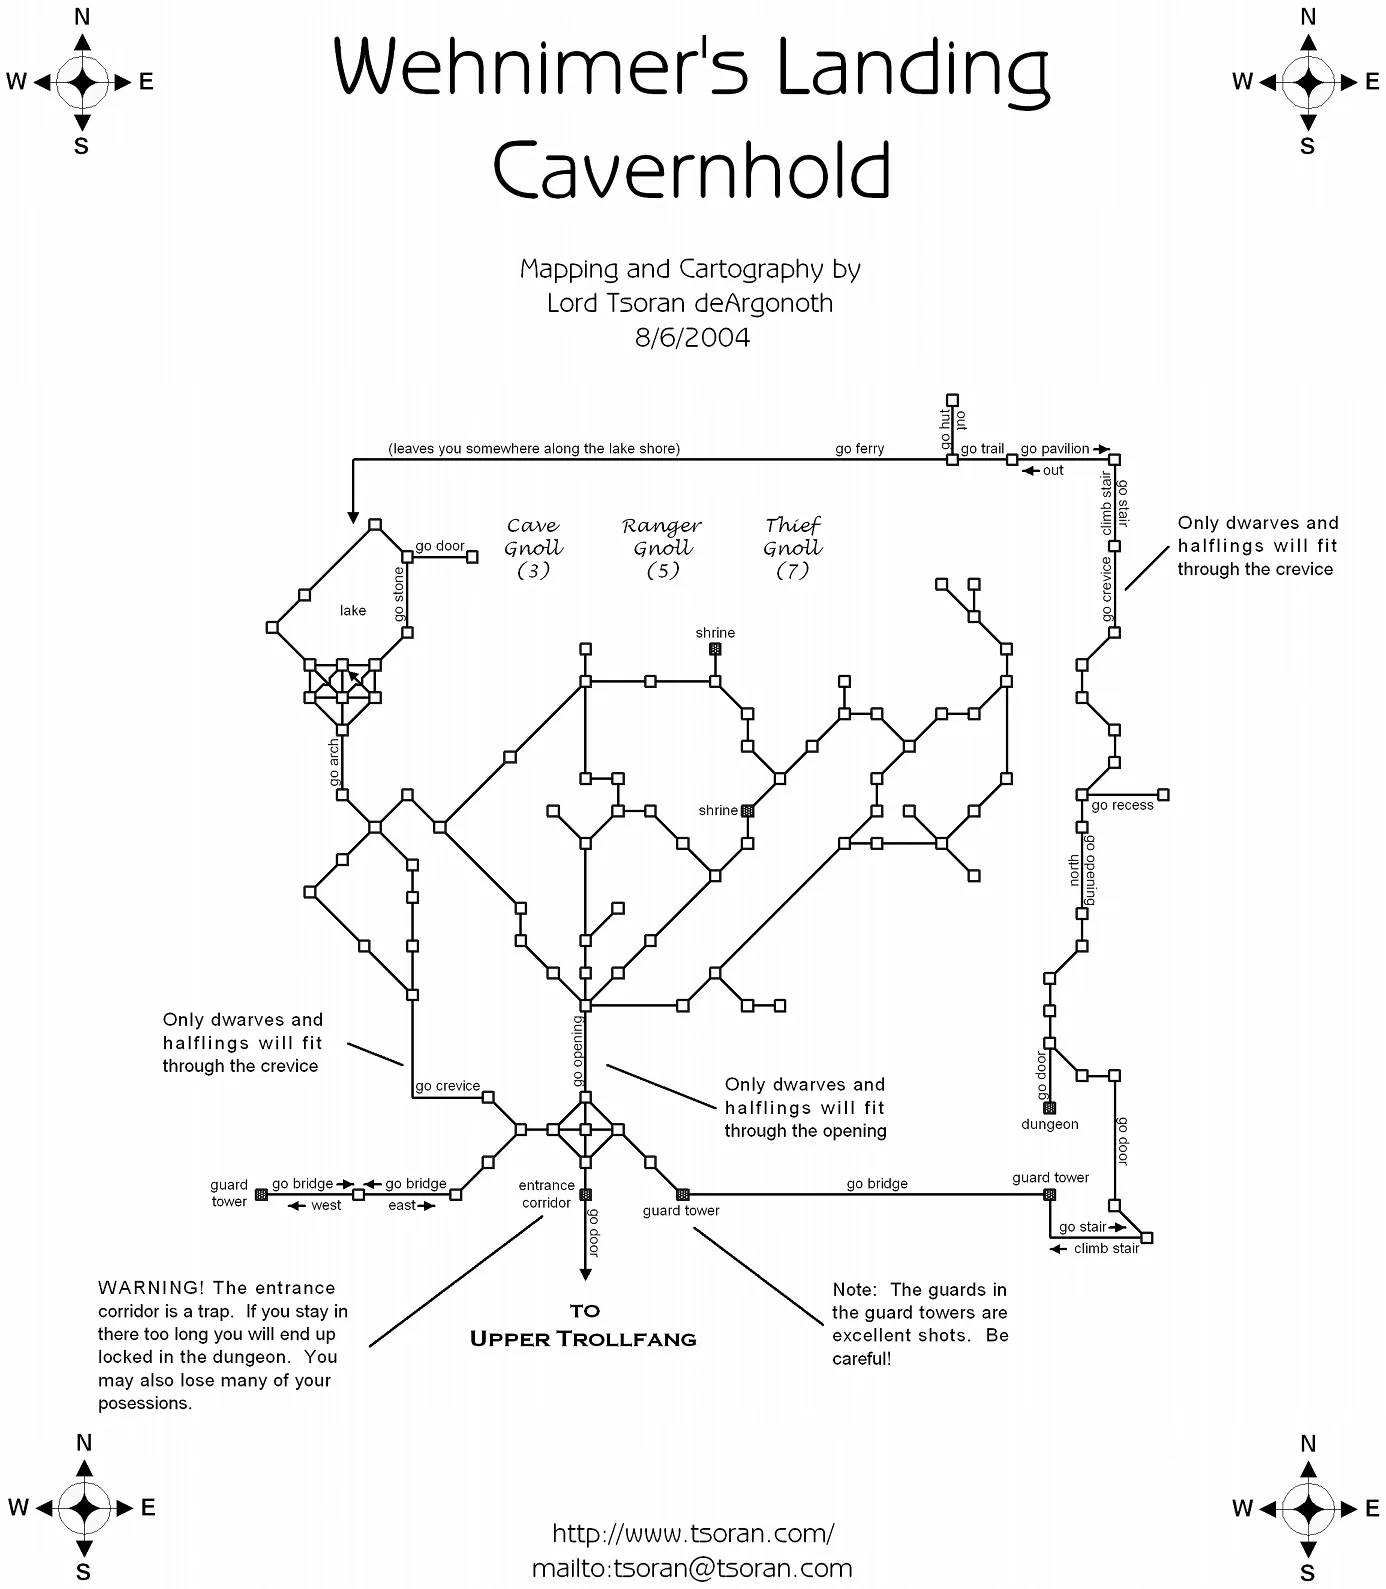 N
W E
S
N
W E
S
Wehnimer's Landing
Cavernhold
Mapping and Cartography by
Lord Tsoran deArgonoth
8/6/2004
go hut
out
(leaves you somewhere along the lake shore)
go ferry
go trail
go pavilion
out
climb stair
go stair
Only dwarves and
halflings will fit
through the crevice
Cave
Gnoll
(3)
Ranger
Gnoll
(5)
Thief
Gnoll
(7)
go door
go stone
lake
go crevice
shrine
go arch
shrine
go recess
north
go opening
Only dwarves and
halflings will fit
through the crevice
go opening
go crevice
Only dwarves and
halflings will fit
through the opening
go door
dungeon
go door
guard
tower
go bridge
west
go bridge
east
entrance
corridor
go door
guard tower
go bridge
guard tower
go stair
climb stair
WARNING! The entrance
corridor is a trap. If you stay in
there too long you will end up
locked in the dungeon. You
may also lose many of your
posessions.
TO
UPPER TROLLFANG
Note: The guards in
the guard towers are
excellent shots. Be
careful!
N
W E
S
N
W E
S
http://www.tsoran.com/
mailto:tsoran@tsoran.com